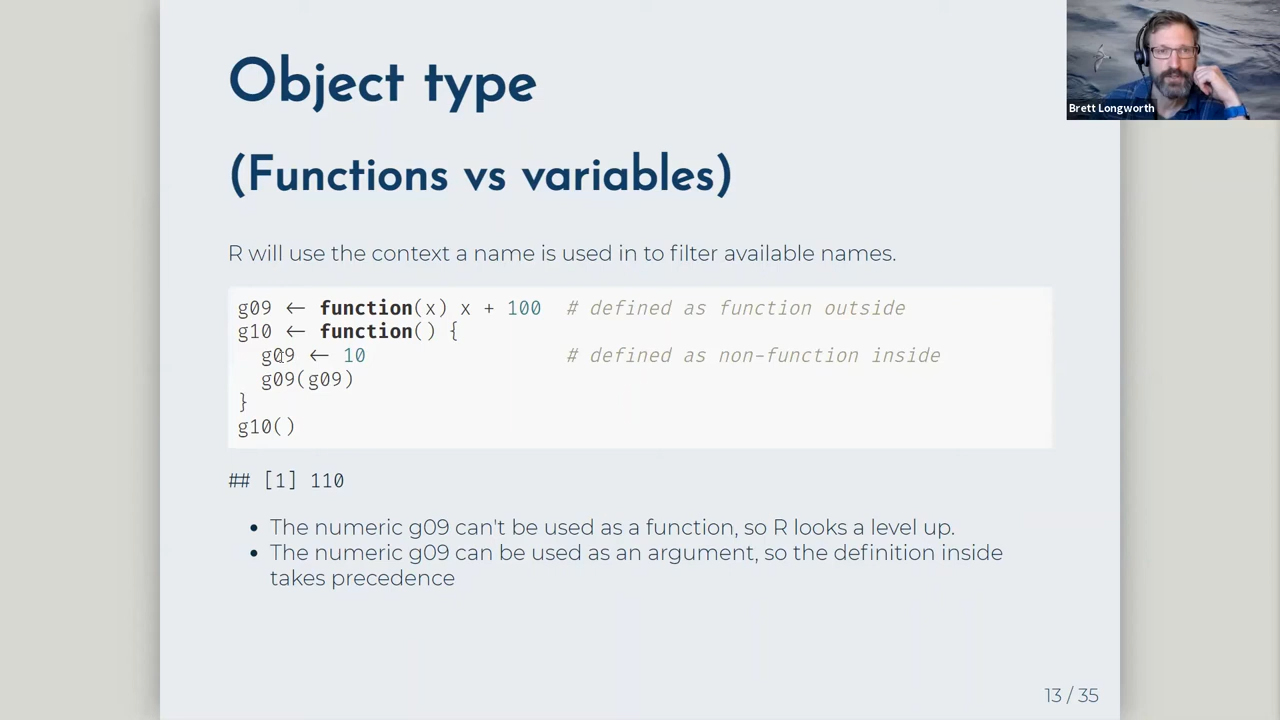 Object type
(Functions vs variables)
Brett Longworth
R will use the context a name is used in to filter available names.
g09 ← function(x) x + 100 # defined as function outside
g10 ← function() {
g09 ← 10 # defined as non-function inside
g09(g09)
}
g10()
## [1] 110
• The numeric g09 can't be used as a function, so R looks a level up.
• The numeric g09 can be used as an argument, so the definition inside
takes precedence
13 / 35